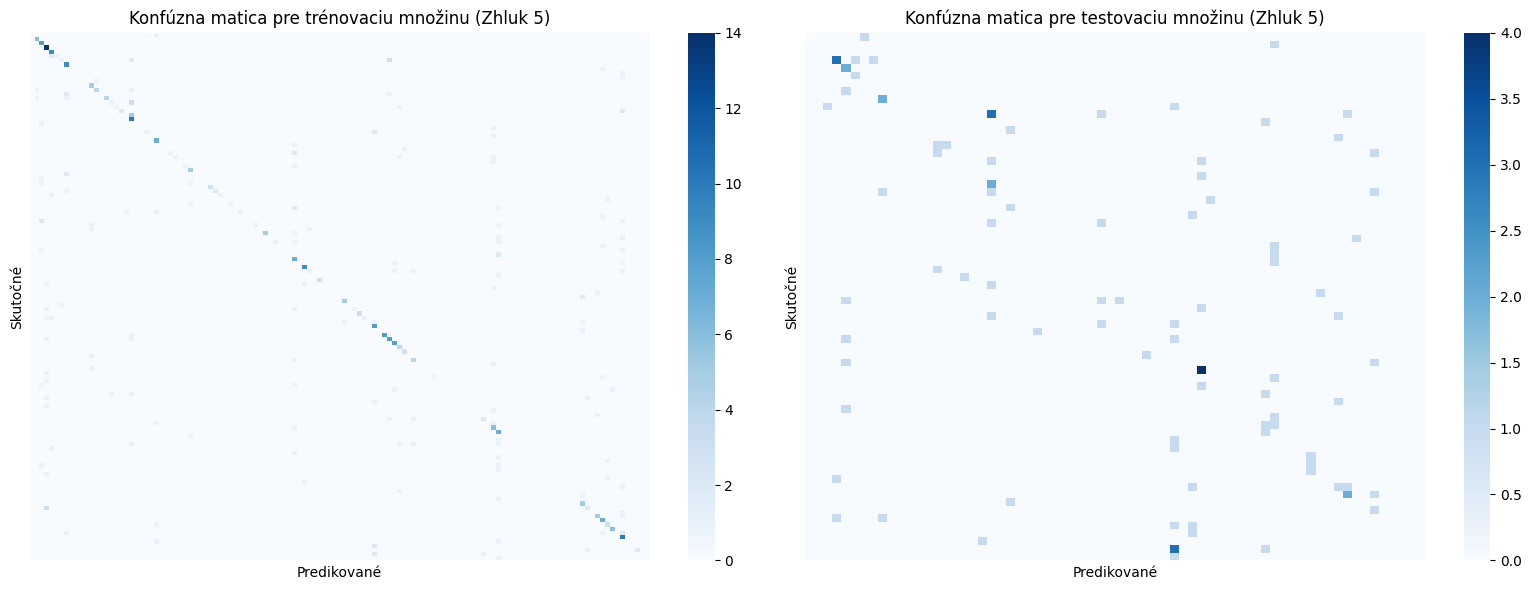 Konfúzna matica pre trénovaciu množinu (Zhluk 5)
Skutočné
Predikované
14
12
10
8
6
4
2
0
Konfúzna matica pre testovaciu množinu (Zhluk 5)
Skutočné
Predikované
4.0
3.5
3.0
2.5
2.0
1.5
1.0
0.5
0.0